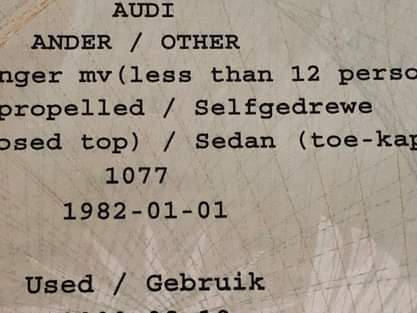 AUDI
ANDER / OTHER
nger mv(less than 12 perso
propelled / Selfgedrewe
osed top) / Sedan (toe-kap
1077
1982-01-01
Used / Gebruik